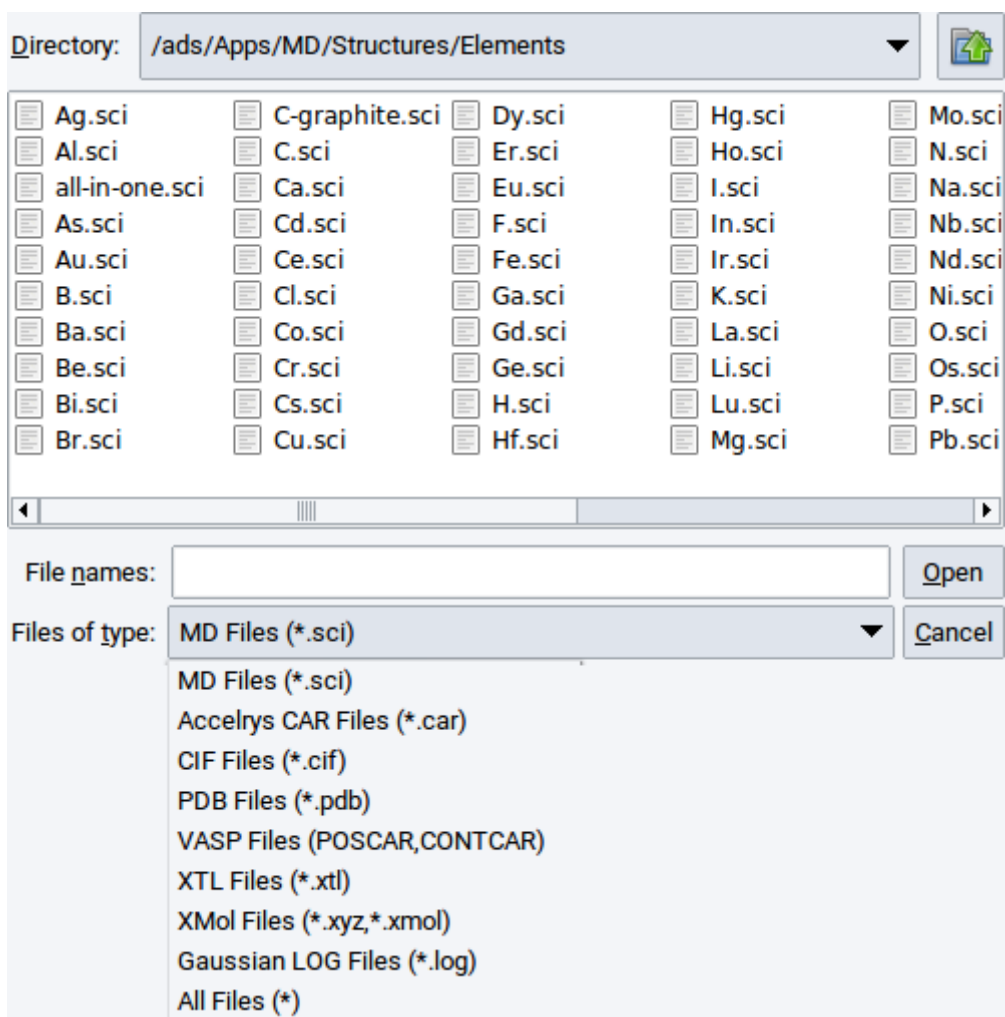 Directory: /ads/Apps/MD/Structures/Elements
Ag.sci C-graphite.sci Dy.sci Hg.sci Mo.sci
Al.sci C.sci Er.sci Ho.sci N.sci
all-in-one.sci Ca.sci Eu.sci I.sci Na.sci
As.sci Cd.sci F.sci In.sci Nb.sci
Au.sci Ce.sci Fe.sci Ir.sci Nd.sci
B.sci Cl.sci Ga.sci K.sci Ni.sci
Ba.sci Co.sci Gd.sci La.sci O.sci
Be.sci Cr.sci Ge.sci Li.sci Os.sci
Bi.sci Cs.sci H.sci Lu.sci P.sci
Br.sci Cu.sci Hf.sci Mg.sci Pb.sci
File names: Open
Files of type: MD Files (*.sci) Cancel
MD Files (*.sci)
Accelrys CAR Files (*.car)
CIF Files (*.cif)
PDB Files (*.pdb)
VASP Files (POSCAR,CONTCAR)
XTL Files (*.xtl)
XMol Files (*.xyz,*.xmol)
Gaussian LOG Files (*.log)
All Files (*)